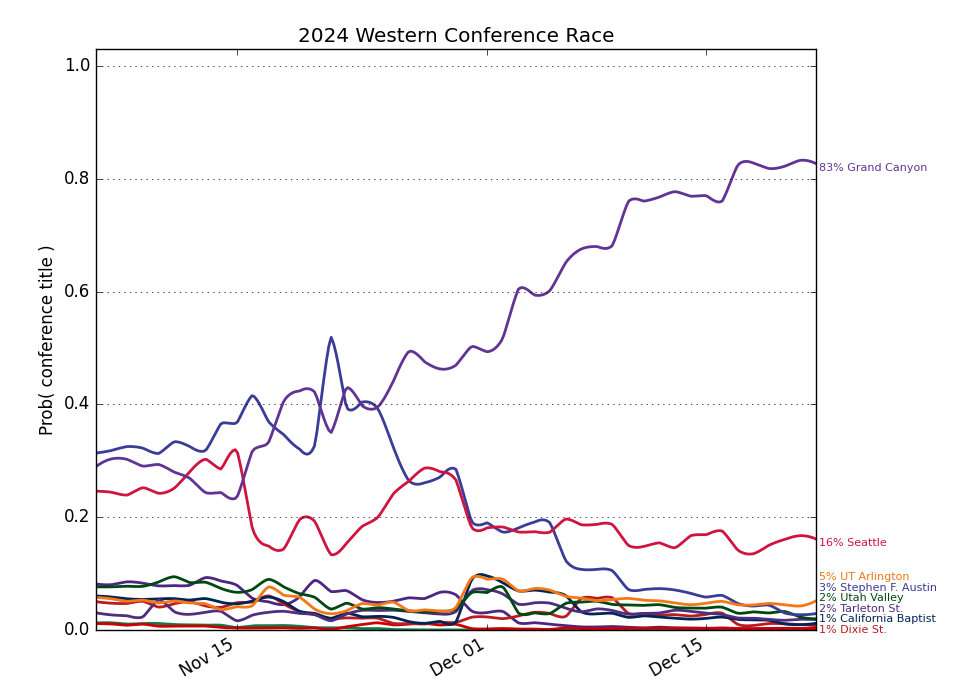 2024 Western Conference Race
Prob( conference title )
1.0
0.8
0.6
0.4
0.2
0.0
Nov 15
Dec 01
Dec 15
83% Grand Canyon
16% Seattle
5% UT Arlington
3% Stephen F. Austin
2% Utah Valley
2% Tarleton St.
1% California Baptist
1% Dixie St.